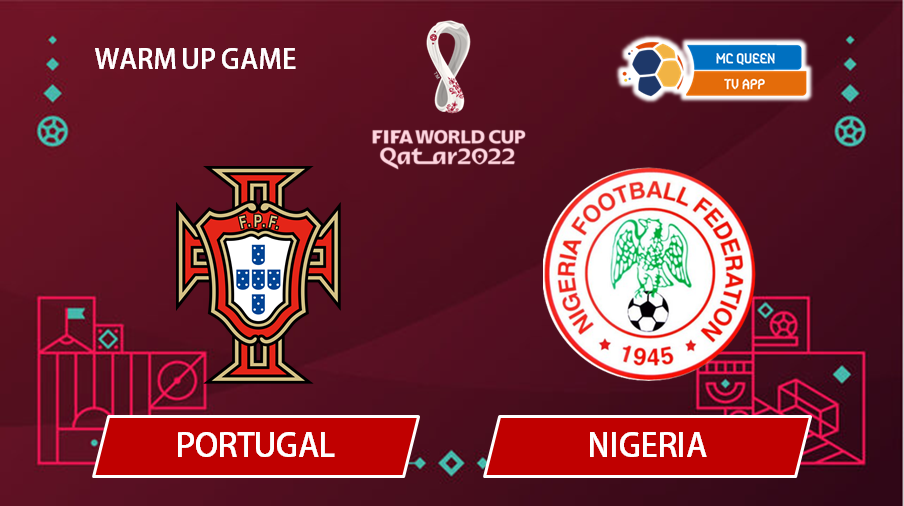 WARM UP GAME
FIFA WORLD CUP
Qatar2022
MC QUEEN
TV APP
F.P.F.
NIGERIA FOOTBALL FEDERATION
1945
PORTUGAL
NIGERIA